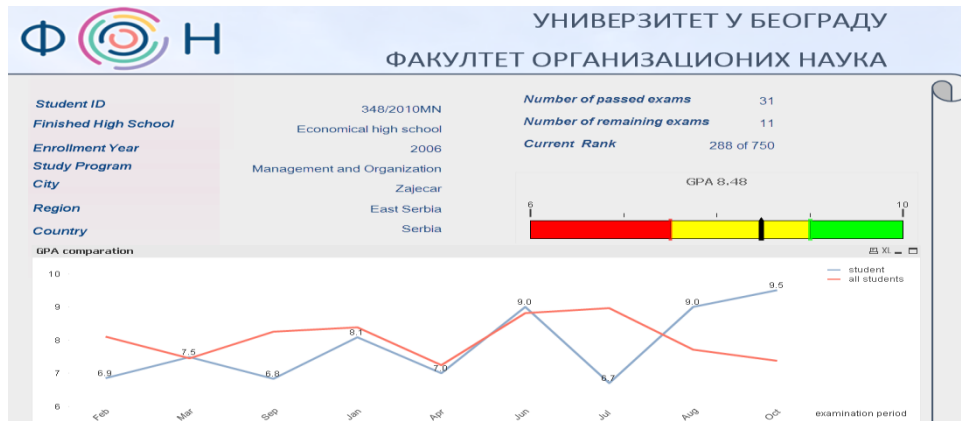 Ф Н
УНИВЕРЗИТЕТ У БЕОГРАДУ
ФАКУЛТЕТ ОРГАНИЗАЦИОНИХ НАУКА
Student ID 348/2010MN
Finished High School Economical high school
Enrollment Year 2006
Study Program Management and Organization
City Zajecar
Region East Serbia
Country Serbia
Number of passed exams 31
Number of remaining exams 11
Current Rank 288 of 750
GPA 8.48
6 10
GPA comparation XL
student
all students
10
9
8
7
6
6.9 7.5 6.8 8.1 7.0 9.0 6.7 9.0 9.5
Feb Mar Sep Jan Apr Jun Jul Aug Oct
examination period